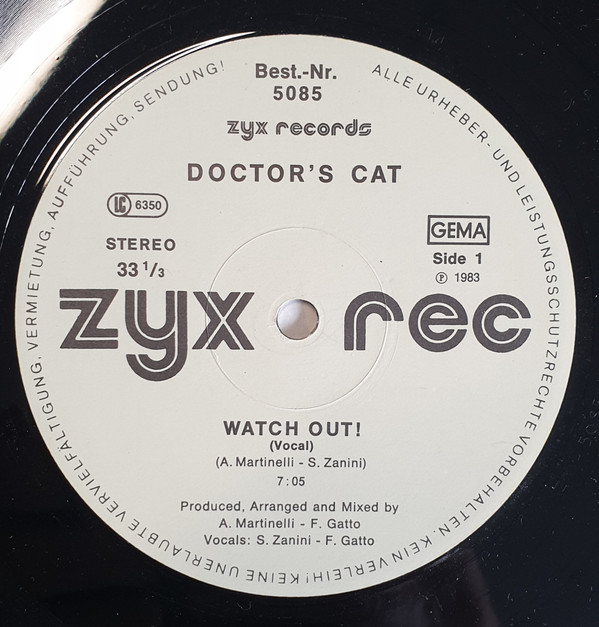 ALLE URHEBER- UND LEISTUNGSSCHUTZRECHTE VORBEHALTEN. KEIN VERLEIH! KEINE UNERLAUBTE VERVIELFÄLTIGUNG, VERMIETUNG, AUFFÜHRUNG, SENDUNG!
Best.-Nr.
5085
zyx records
DOCTOR'S CAT
LC 6350
GEMA
STEREO
33 1/3
Side 1
Ⓟ 1983
zyx rec
WATCH OUT!
(Vocal)
(A. Martinelli - S. Zanini)
7:05
Produced, Arranged and Mixed by
A. Martinelli - F. Gatto
Vocals: S. Zanini - F. Gatto